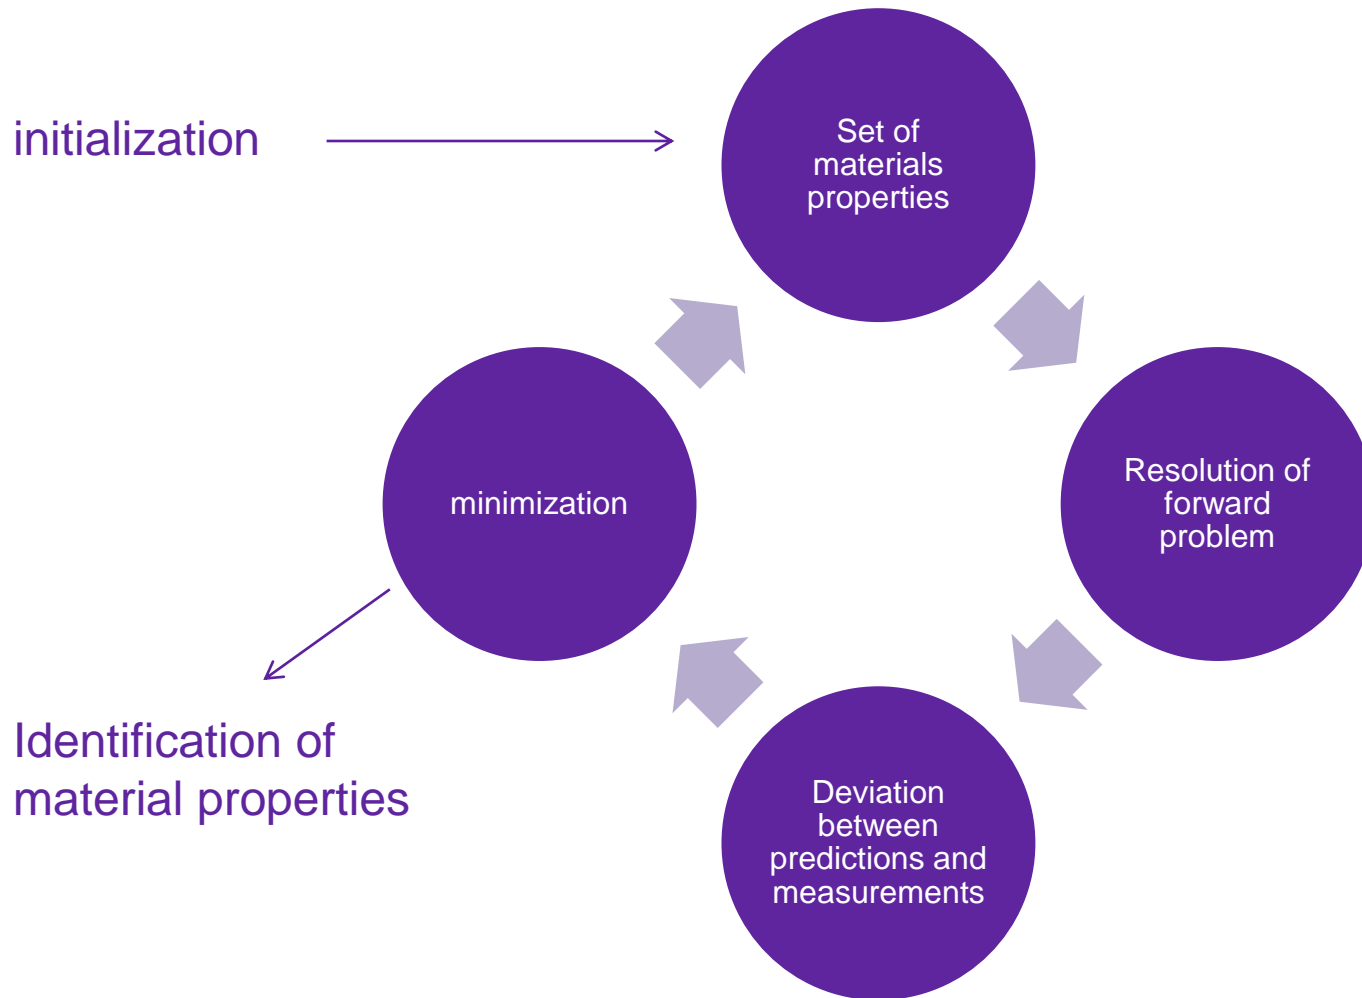 initialization
Set of
materials
properties
Resolution of
forward
problem
minimization
Deviation
between
predictions and
measurements
Identification of
material properties